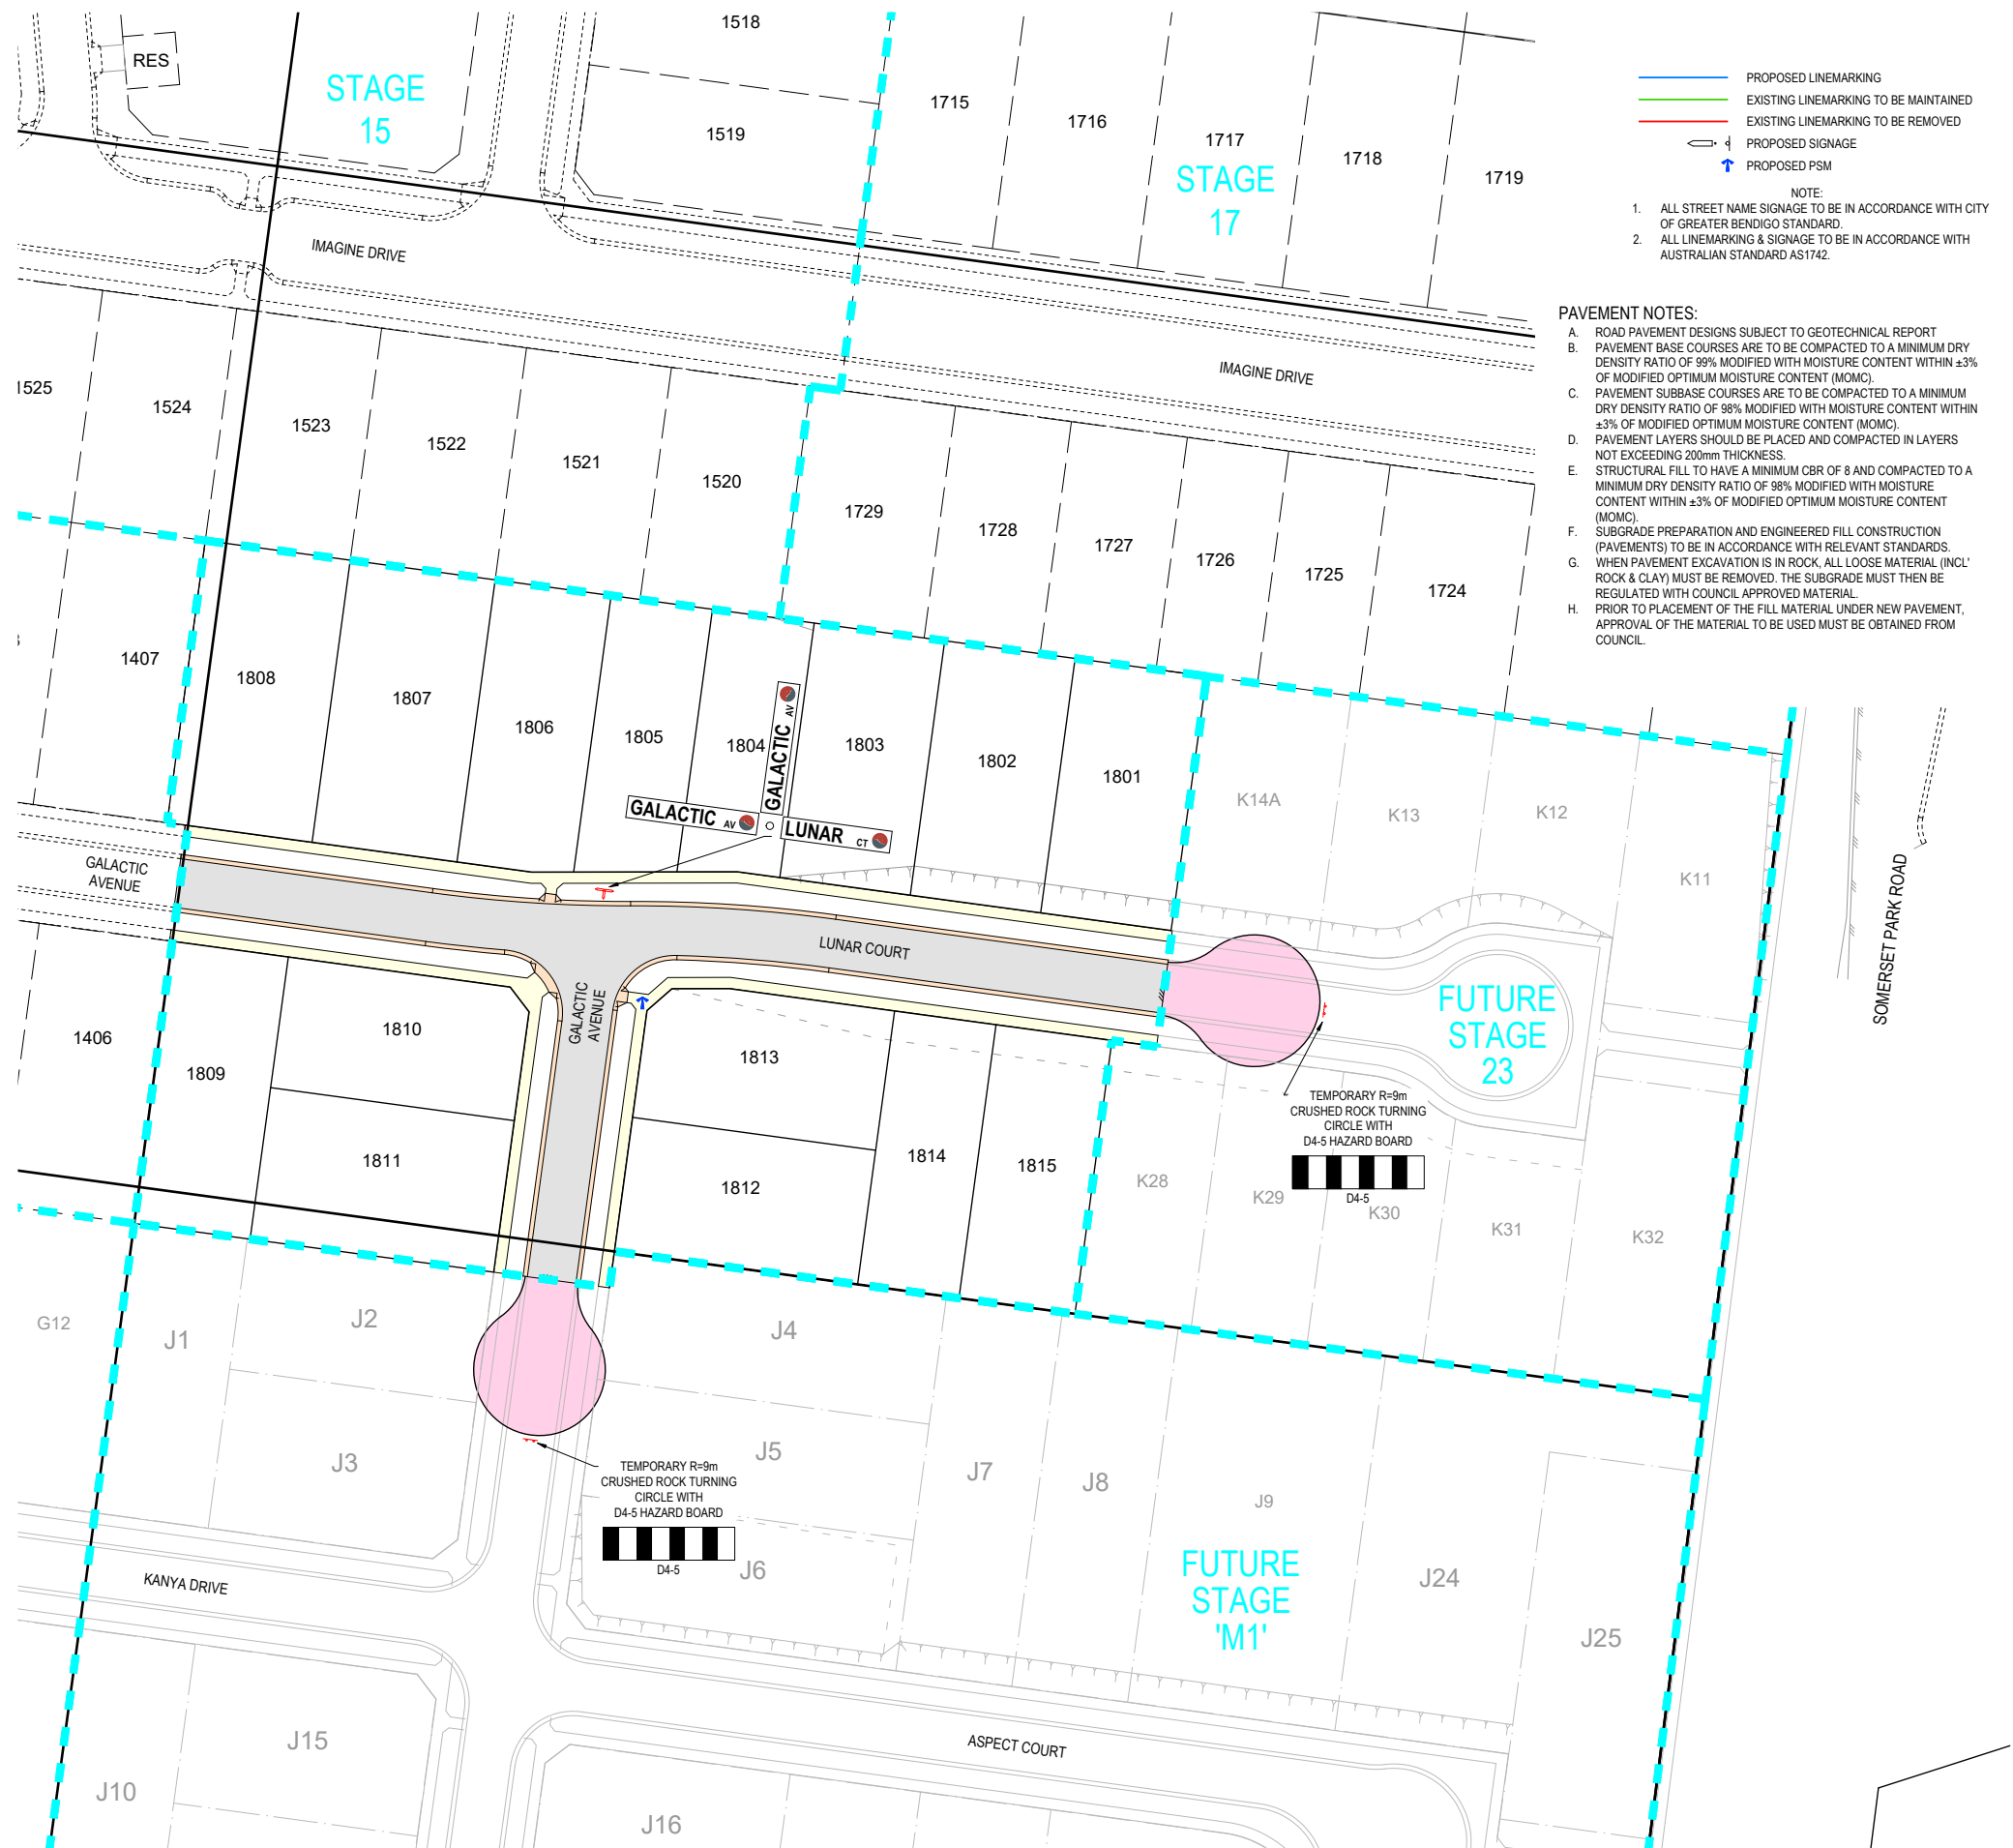 RES
STAGE
15
1518
1519
1715
1716
1717
STAGE
17
1718
1719
IMAGINE DRIVE
IMAGINE DRIVE
PROPOSED LINEMARKING
EXISTING LINEMARKING TO BE MAINTAINED
EXISTING LINEMARKING TO BE REMOVED
PROPOSED SIGNAGE
PROPOSED PSM
NOTE:
1. ALL STREET NAME SIGNAGE TO BE IN ACCORDANCE WITH CITY
OF GREATER BENDIGO STANDARD.
2. ALL LINEMARKING & SIGNAGE TO BE IN ACCORDANCE WITH
AUSTRALIAN STANDARD AS1742.
PAVEMENT NOTES:
A. ROAD PAVEMENT DESIGNS SUBJECT TO GEOTECHNICAL REPORT
B. PAVEMENT BASE COURSES ARE TO BE COMPACTED TO A MINIMUM DRY
DENSITY RATIO OF 99% MODIFIED WITH MOISTURE CONTENT WITHIN ±3%
OF MODIFIED OPTIMUM MOISTURE CONTENT (MOMC).
C. PAVEMENT SUBBASE COURSES ARE TO BE COMPACTED TO A MINIMUM
DRY DENSITY RATIO OF 98% MODIFIED WITH MOISTURE CONTENT WITHIN
±3% OF MODIFIED OPTIMUM MOISTURE CONTENT (MOMC).
D. PAVEMENT LAYERS SHOULD BE PLACED AND COMPACTED IN LAYERS
NOT EXCEEDING 200mm THICKNESS.
E. STRUCTURAL FILL TO HAVE A MINIMUM CBR OF 8 AND COMPACTED TO A
MINIMUM DRY DENSITY RATIO OF 98% MODIFIED WITH MOISTURE
CONTENT WITHIN ±3% OF MODIFIED OPTIMUM MOISTURE CONTENT
(MOMC).
F. SUBGRADE PREPARATION AND ENGINEERED FILL CONSTRUCTION
(PAVEMENTS) TO BE IN ACCORDANCE WITH RELEVANT STANDARDS.
G. WHEN PAVEMENT EXCAVATION IS IN ROCK, ALL LOOSE MATERIAL (INCL'
ROCK & CLAY) MUST BE REMOVED. THE SUBGRADE MUST THEN BE
REGULATED WITH COUNCIL APPROVED MATERIAL.
H. PRIOR TO PLACEMENT OF THE FILL MATERIAL UNDER NEW PAVEMENT,
APPROVAL OF THE MATERIAL TO BE USED MUST BE OBTAINED FROM
COUNCIL.
1525
1524
1523
1522
1521
1520
1729
1728
1727
1726
1725
1724
1407
1808
1807
1806
1805
1804
1803
1802
1801
K14A
K13
K12
K11
GALACTIC AV
GALACTIC AV
LUNAR CT
GALACTIC
AVENUE
LUNAR COURT
GALACTIC
AVENUE
SOMERSET PARK ROAD
FUTURE
STAGE
23
1406
1809
1810
1811
1813
1812
1814
1815
K28
K29
K30
K31
K32
TEMPORARY R=9m
CRUSHED ROCK TURNING
CIRCLE WITH
D4-5 HAZARD BOARD
D4-5
G12
J1
J2
J3
J4
J5
J6
J7
J8
J9
J24
J25
TEMPORARY R=9m
CRUSHED ROCK TURNING
CIRCLE WITH
D4-5 HAZARD BOARD
D4-5
FUTURE
STAGE
'M1'
KANYA DRIVE
ASPECT COURT
J15
J10
J16